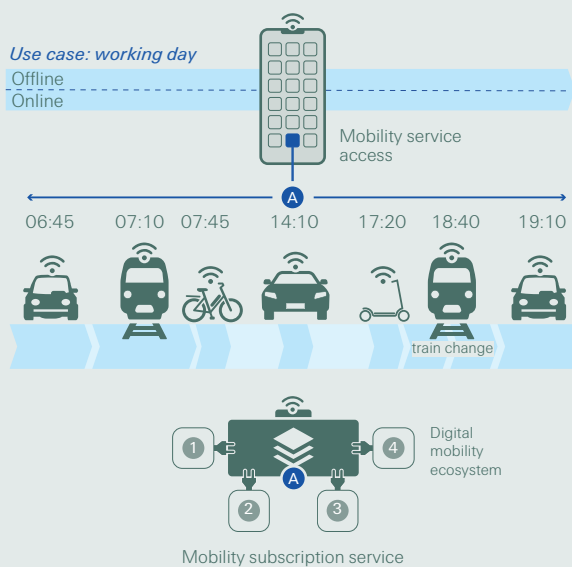 Use case: working day
Offline
Online
Mobility service
access
A
06:45 07:10 07:45 14:10 17:20 18:40 19:10
train change
1 4
Digital
mobility
ecosystem
A
2 3
Mobility subscription service